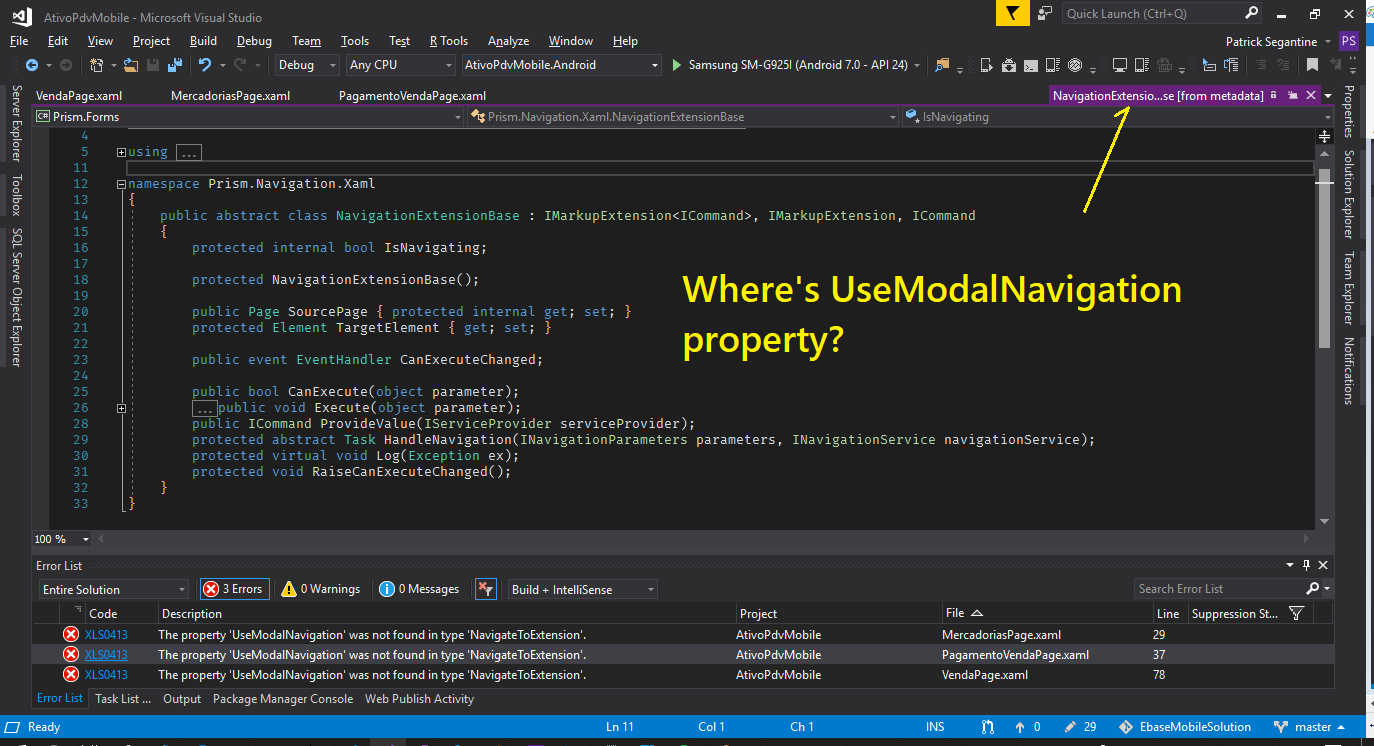 AtivoPdvMobile - Microsoft Visual Studio
Quick Launch (Ctrl+Q)
File Edit View Project Build Debug Team Tools Test R Tools Analyze Window Help
Patrick Segantine PS
Debug Any CPU AtivoPdvMobile.Android Samsung SM-G925I (Android 7.0 - API 24)
VendaPage.xaml MercadoriasPage.xaml PagamentoVendaPage.xaml NavigationExtensio...se [from metadata]
C# Prism.Forms Prism.Navigation.Xaml.NavigationExtensionBase IsNavigating
Server Explorer
Toolbox
SQL Server Object Explorer
4
5 using ...
11
12 namespace Prism.Navigation.Xaml
13 {
14 public abstract class NavigationExtensionBase : IMarkupExtension<ICommand>, IMarkupExtension, ICommand
15 {
16 protected internal bool IsNavigating;
17
18 protected NavigationExtensionBase();
19
20 public Page SourcePage { protected internal get; set; }
21 protected Element TargetElement { get; set; }
22
23 public event EventHandler CanExecuteChanged;
24
25 public bool CanExecute(object parameter);
26 ...public void Execute(object parameter);
28 public ICommand ProvideValue(IServiceProvider serviceProvider);
29 protected abstract Task HandleNavigation(INavigationParameters parameters, INavigationService navigationService);
30 protected virtual void Log(Exception ex);
31 protected void RaiseCanExecuteChanged();
32 }
33 }
Where's UseModalNavigation
property?
Properties
Solution Explorer
Team Explorer
Notifications
100 %
Error List
Entire Solution 3 Errors 0 Warnings 0 Messages Build + IntelliSense Search Error List
Code Description Project File Line Suppression St...
XLS0413 The property 'UseModalNavigation' was not found in type 'NavigateToExtension'. AtivoPdvMobile MercadoriasPage.xaml 29
XLS0413 The property 'UseModalNavigation' was not found in type 'NavigateToExtension'. AtivoPdvMobile PagamentoVendaPage.xaml 37
XLS0413 The property 'UseModalNavigation' was not found in type 'NavigateToExtension'. AtivoPdvMobile VendaPage.xaml 78
Error List Task List ... Output Package Manager Console Web Publish Activity
Ready Ln 11 Col 1 Ch 1 INS 0 29 EbaseMobileSolution master